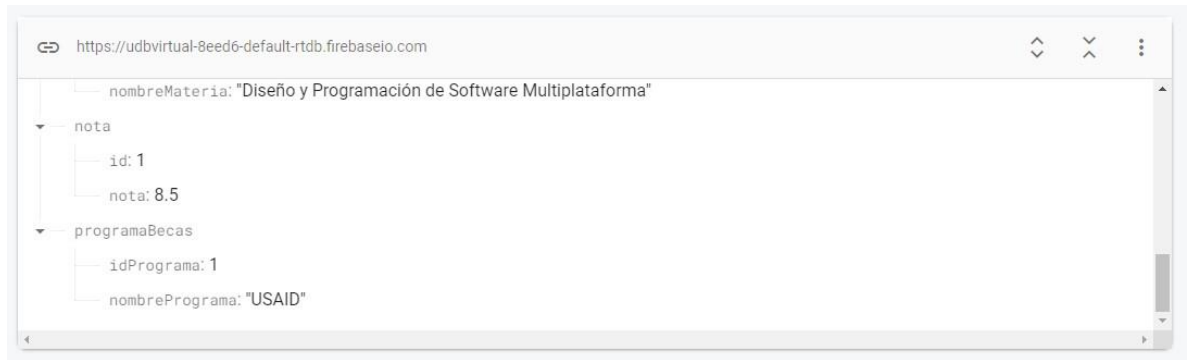 https://udbvirtual-8eed6-default-rtdb.firebaseio.com
nombreMateria: "Diseño y Programación de Software Multiplataforma"
nota
id: 1
nota: 8.5
programaBecas
idPrograma: 1
nombrePrograma: "USAID"